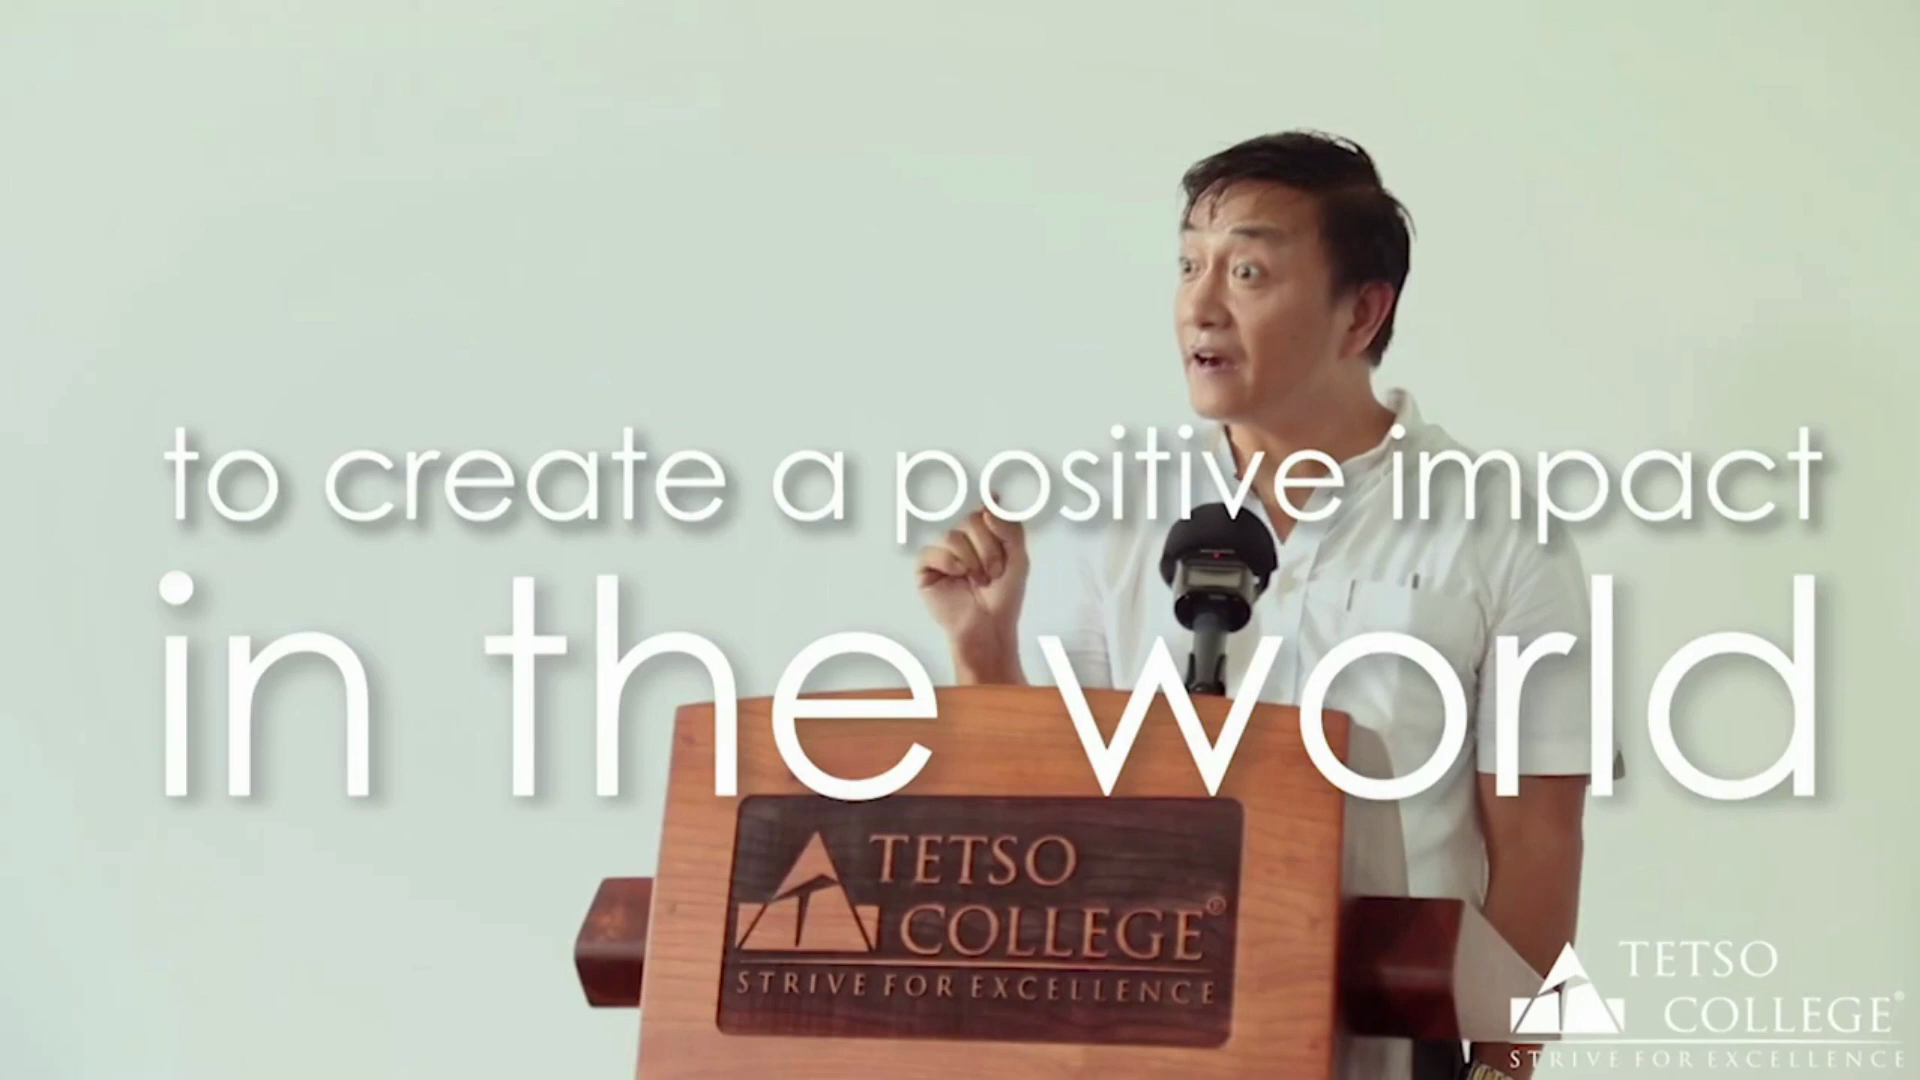 to create a positive impact
in the world
TETSO
COLLEGE®
STRIVE FOR EXCELLENCE
TETSO
COLLEGE®
STRIVE FOR EXCELLENCE